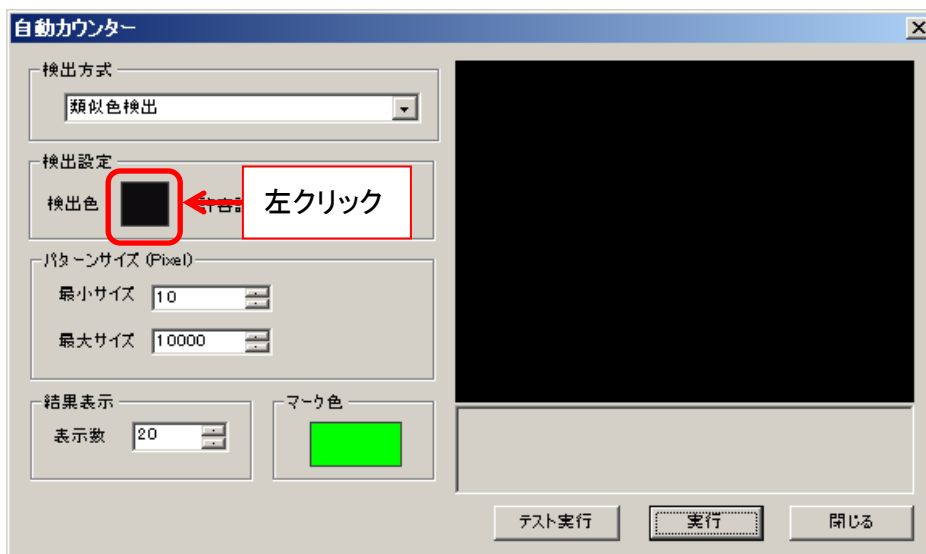 自動カウンター
検出方式
類似色検出
検出設定
検出色
左クリック
パターンサイズ (Pixel)
最小サイズ 10
最大サイズ 10000
結果表示
表示数 20
マーク色
テスト実行 実行 閉じる